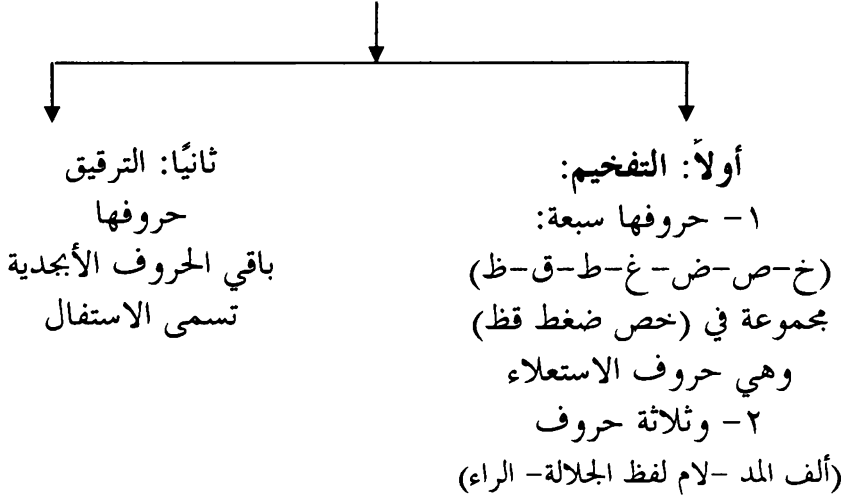 أولاً: التفخيم:
١- حروفها سبعة:
(خ-ص-ض-غ-ط-ق-ظ)
مجموعة في (خص ضغط قظ)
وهي حروف الاستعلاء
٢- وثلاثة حروف
(ألف المد -لام لفظ الجلالة- الراء)
ثانيًا: الترقيق
حروفها
باقي الحروف الأبجدية
تسمى الاستفال